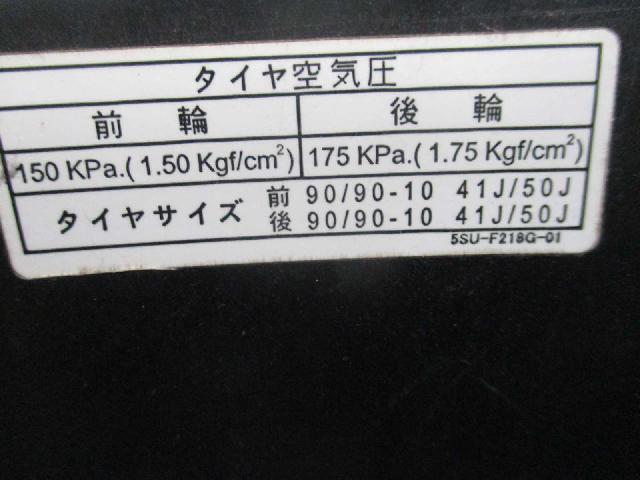 タイヤ空気圧
前 輪 後 輪
150 KPa.( 1.50 Kgf/cm²) 175 KPa.( 1.75 Kgf/cm²)
タイヤサイズ 前 90/90-10 41J/50J
後 90/90-10 41J/50J
5SU-F218G-01